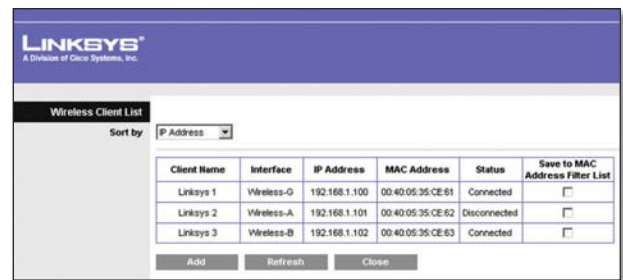 LINKSYS®
A Division of Cisco Systems, Inc.
Wireless Client List
Sort by IP Address
Client Name Interface IP Address MAC Address Status Save to MAC Address Filter List
Linksys 1 Wireless-G 192.168.1.100 00:40:05:35:CE:61 Connected
Linksys 2 Wireless-A 192.168.1.101 00:40:05:35:CE:62 Disconnected
Linksys 3 Wireless-B 192.168.1.102 00:40:05:35:CE:63 Connected
Add Refresh Close